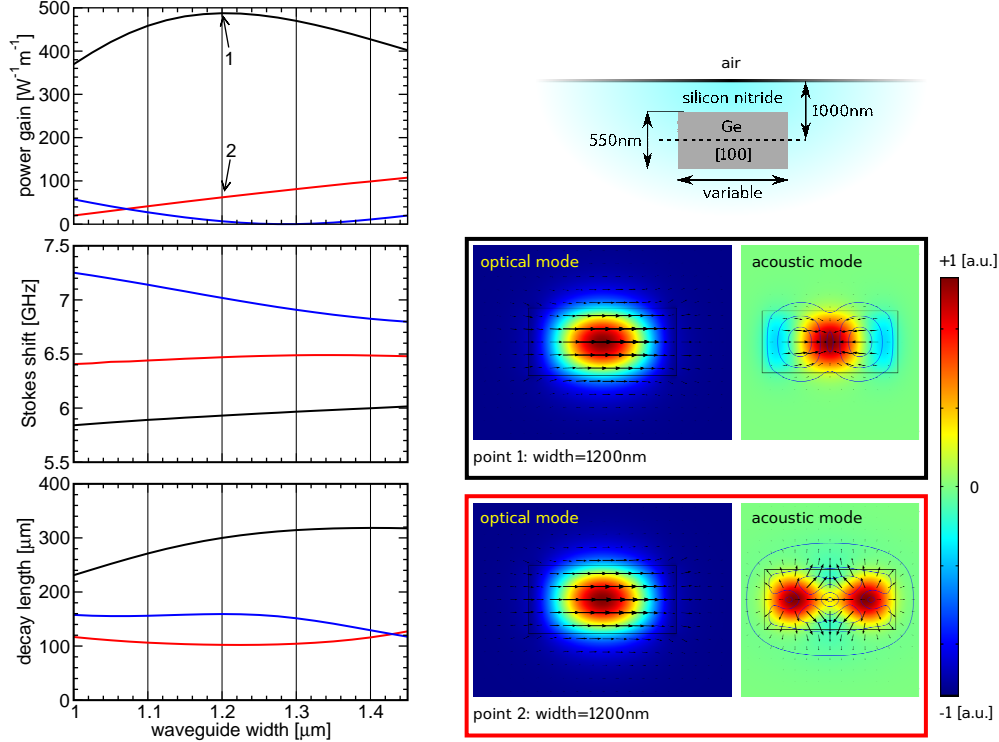 500
400
300
200
100
0
power gain [W⁻¹m⁻¹]
1
2
7.5
7
6.5
6
5.5
Stokes shift [GHz]
400
300
200
100
0
decay length [μm]
1
1.1
1.2
1.3
1.4
waveguide width [μm]
air
silicon nitride
1000nm
550nm
Ge
[100]
variable
optical mode
acoustic mode
point 1: width=1200nm
optical mode
acoustic mode
point 2: width=1200nm
+1 [a.u.]
0
-1 [a.u.]